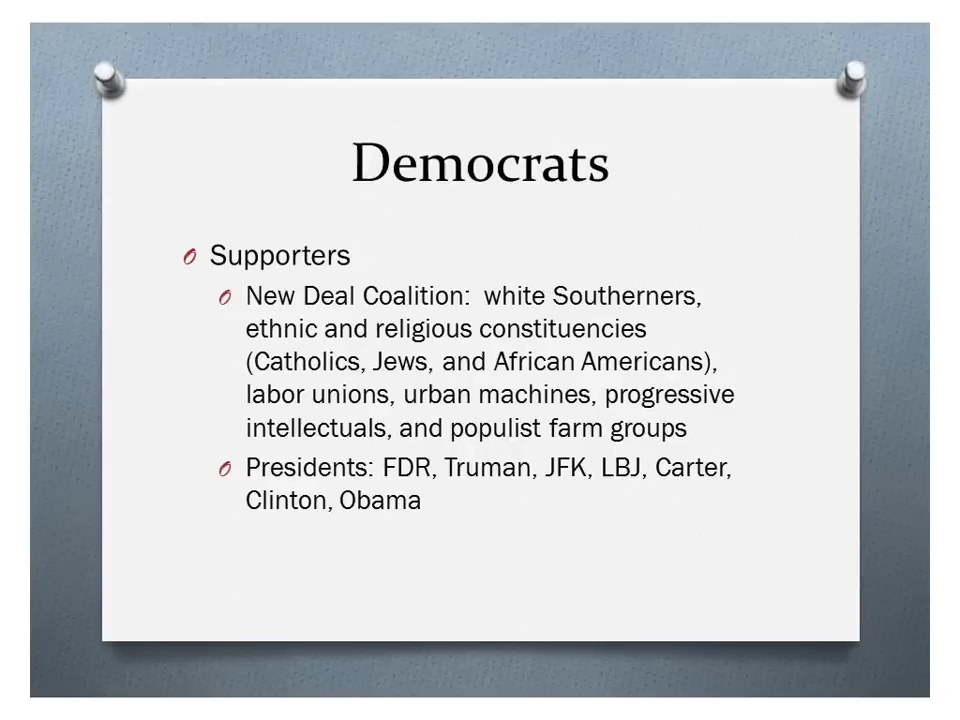 Democrats
Supporters
New Deal Coalition:  white Southerners,
ethnic and religious constituencies
(Catholics, Jews, and African Americans),
labor unions, urban machines, progressive
intellectuals, and populist farm groups
Presidents: FDR, Truman, JFK, LBJ, Carter,
Clinton, Obama